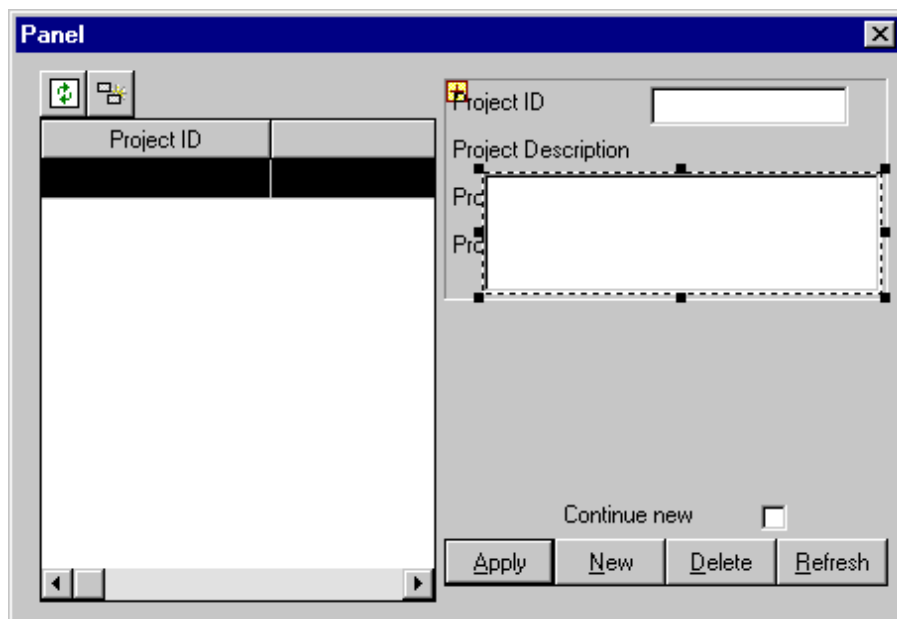 Panel
Project ID
Project ID
Project Description
Continue new
Apply New Delete Refresh